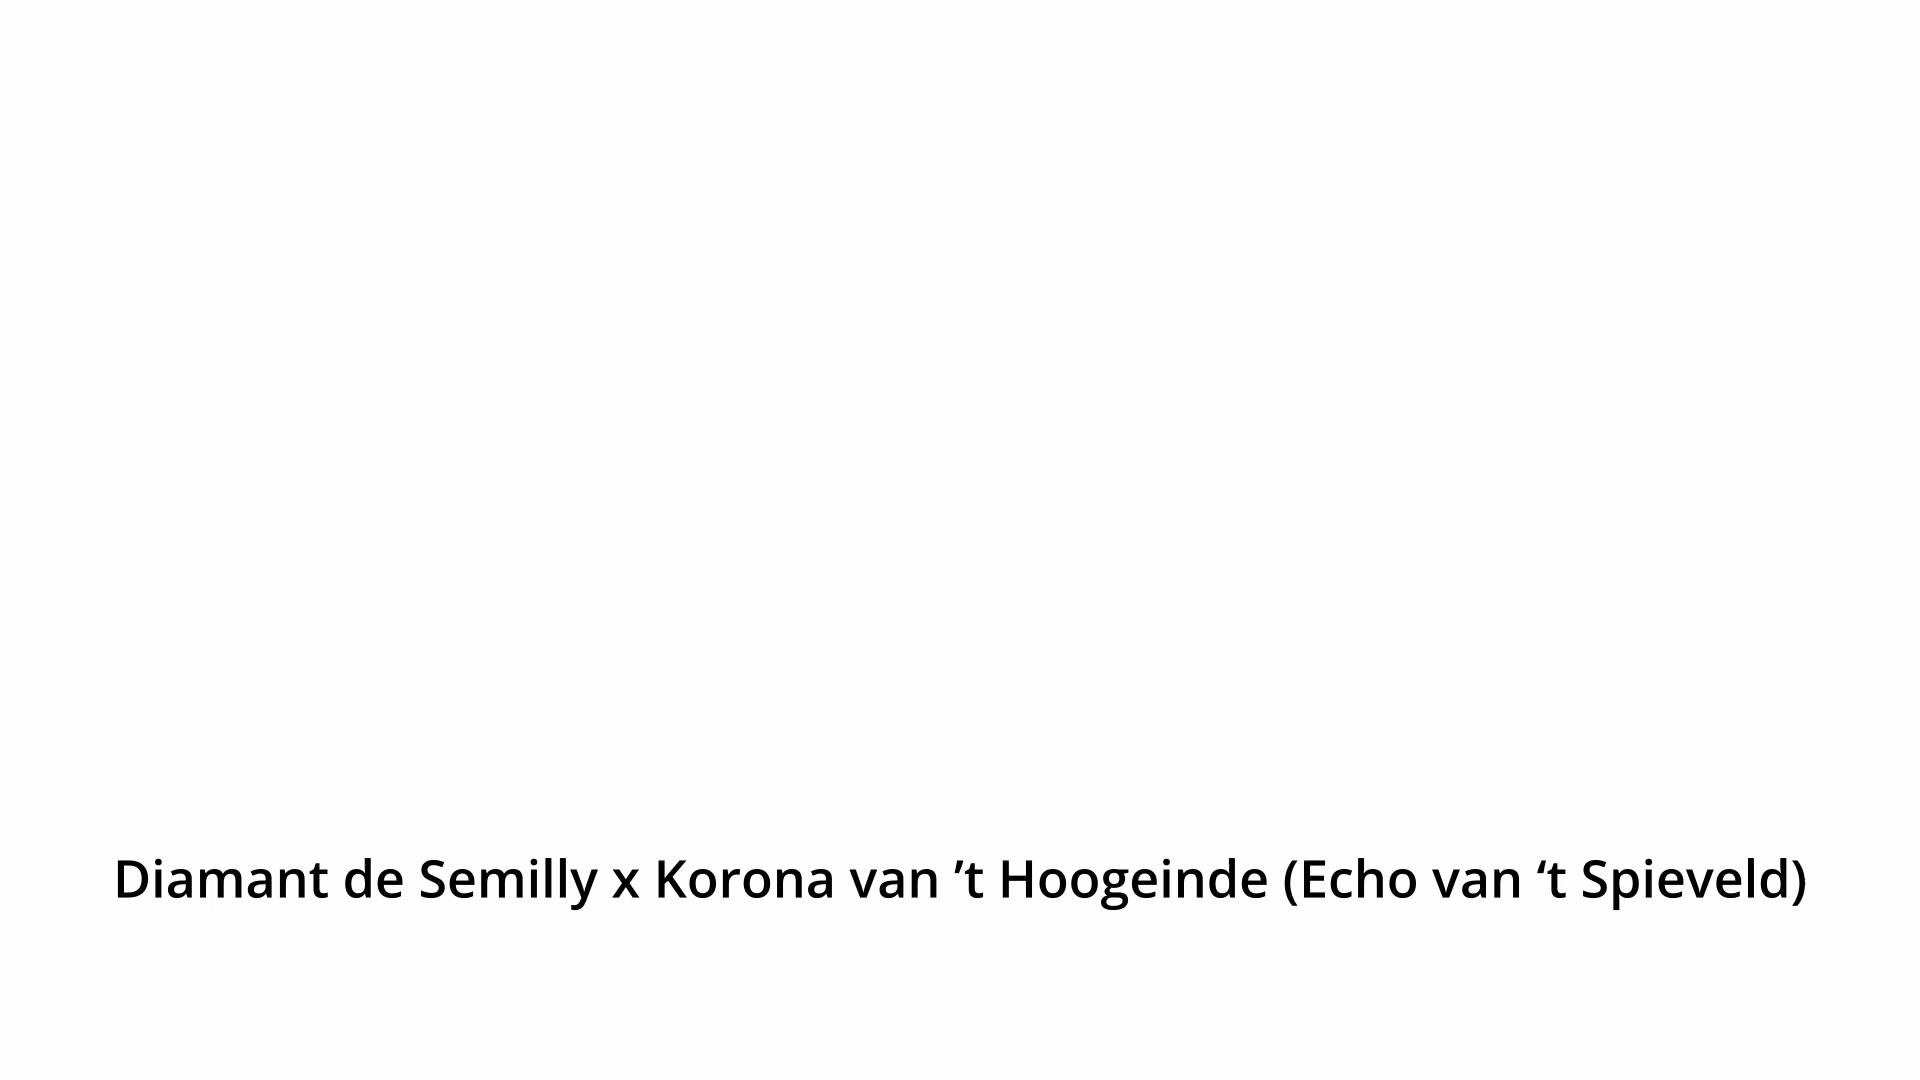 Diamant de Semilly x Korona van ’t Hoogeinde (Echo van ‘t Spieveld)